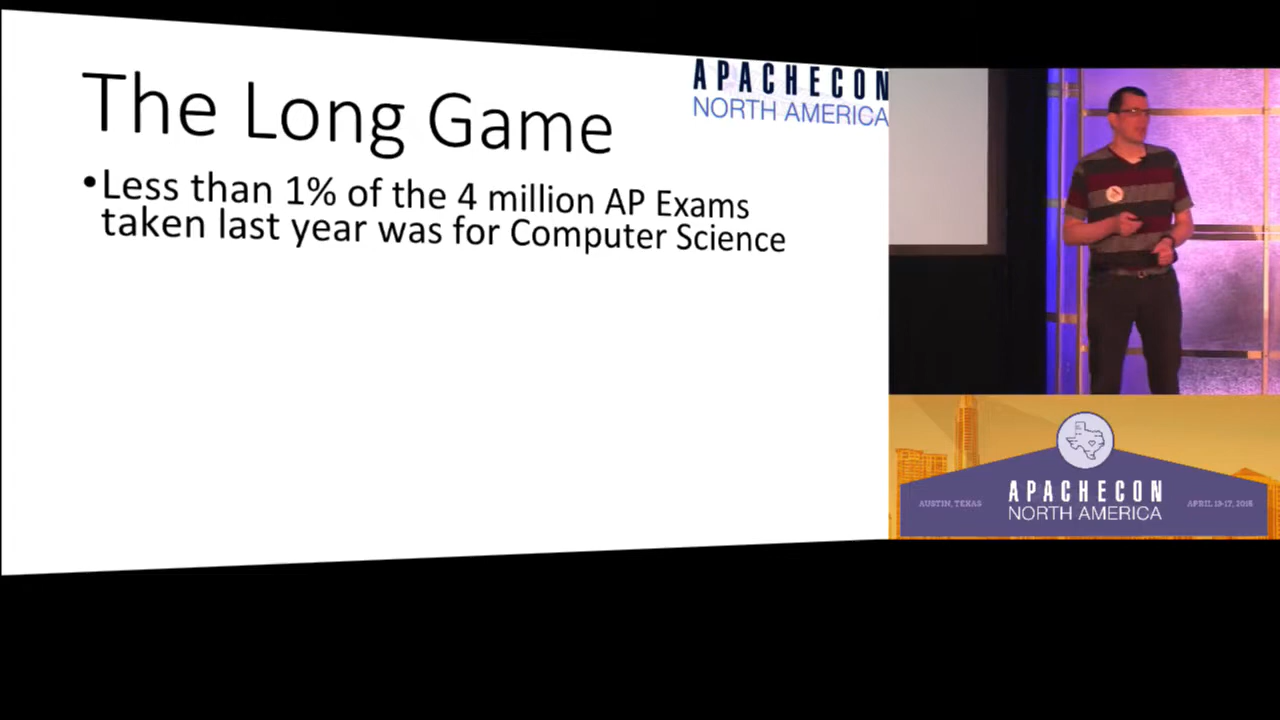 The Long Game
APACHECON
NORTH AMERICA
•Less than 1% of the 4 million AP Exams
taken last year was for Computer Science
AUSTIN, TEXAS
APACHECON
NORTH AMERICA
APRIL 13-17, 2015